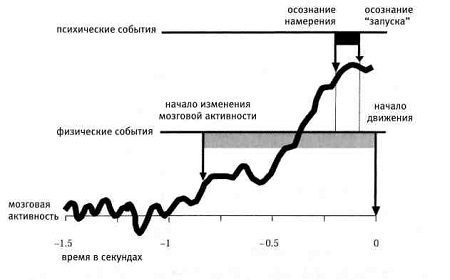 осознание
намерения
осознание
"запуска"
психические события
начало изменения
мозговой активности
начало
движения
физические события
мозговая
активность
-1.5
-1
-0.5
0
время в секундах